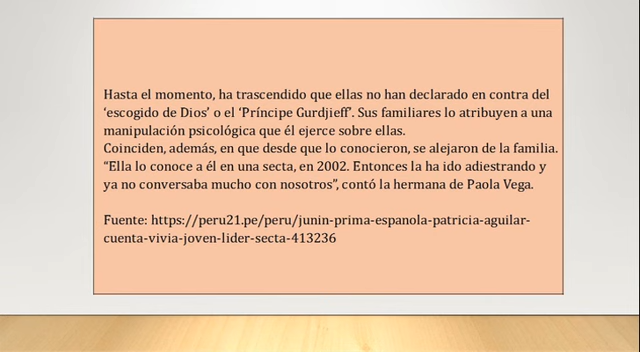 Hasta el momento, ha trascendido que ellas no han declarado en contra del
‘escogido de Dios’ o el ‘Príncipe Gurdjieff’. Sus familiares lo atribuyen a una
manipulación psicológica que él ejerce sobre ellas.
Coinciden, además, en que desde que lo conocieron, se alejaron de la familia.
“Ella lo conoce a él en una secta, en 2002. Entonces la ha ido adiestrando y
ya no conversaba mucho con nosotros”, contó la hermana de Paola Vega.
Fuente: https://peru21.pe/peru/junin-prima-espanola-patricia-aguilar-
cuenta-vivia-joven-lider-secta-413236